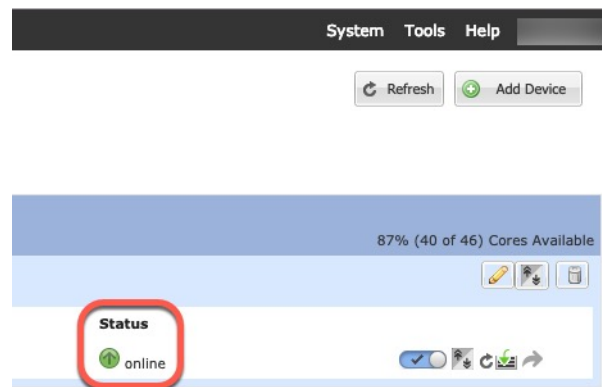 System Tools Help
Refresh Add Device
87% (40 of 46) Cores Available
Status
online